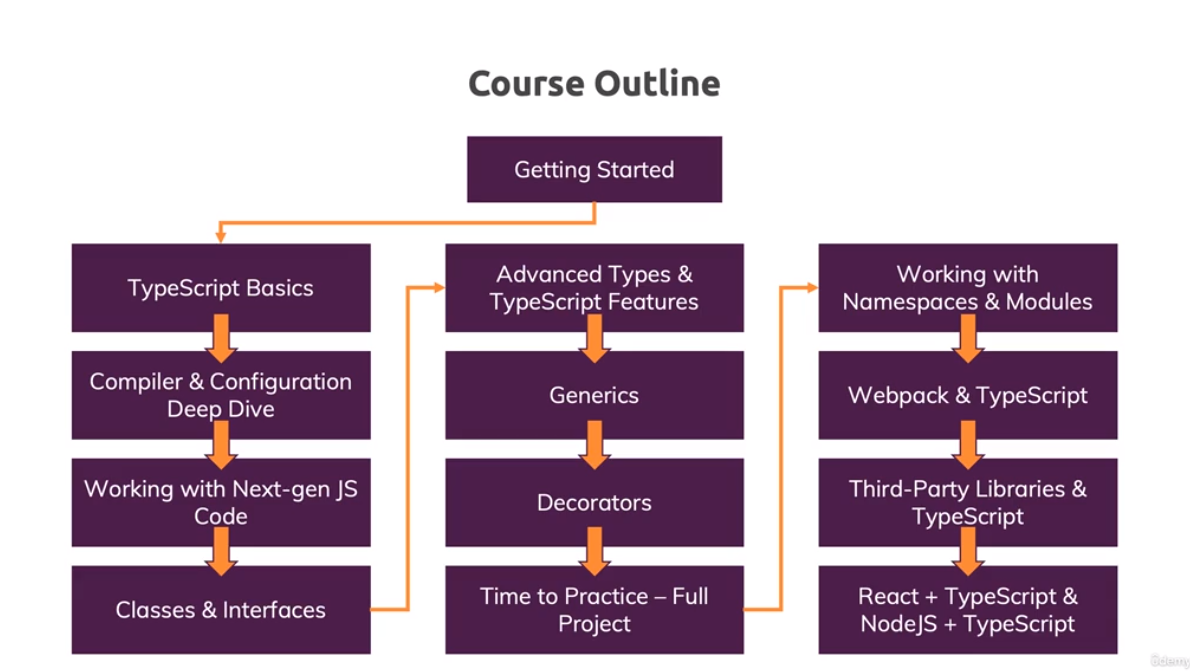 Course Outline
Getting Started
TypeScript Basics
Compiler & Configuration
Deep Dive
Working with Next-gen JS
Code
Classes & Interfaces
Advanced Types &
TypeScript Features
Generics
Decorators
Time to Practice – Full
Project
Working with
Namespaces & Modules
Webpack & TypeScript
Third-Party Libraries &
TypeScript
React + TypeScript &
NodeJS + TypeScript
ûdemy